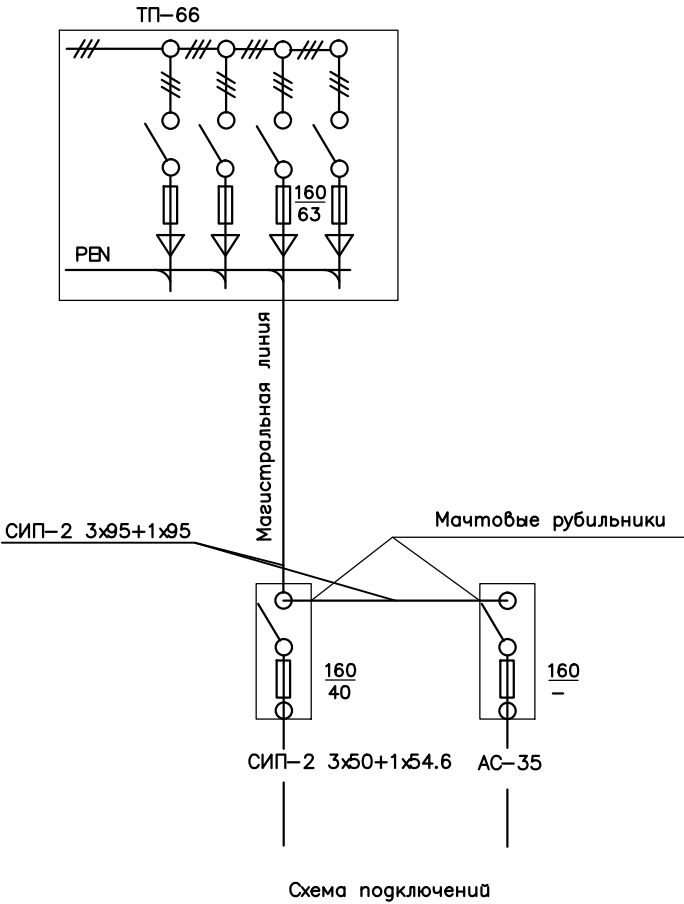 ТП-66
160
63
PEN
Магистральная линия
СИП-2 3х95+1х95
Мачтовые рубильники
160
40
160
-
СИП-2 3х50+1х54.6
АС-35
Схема подключений